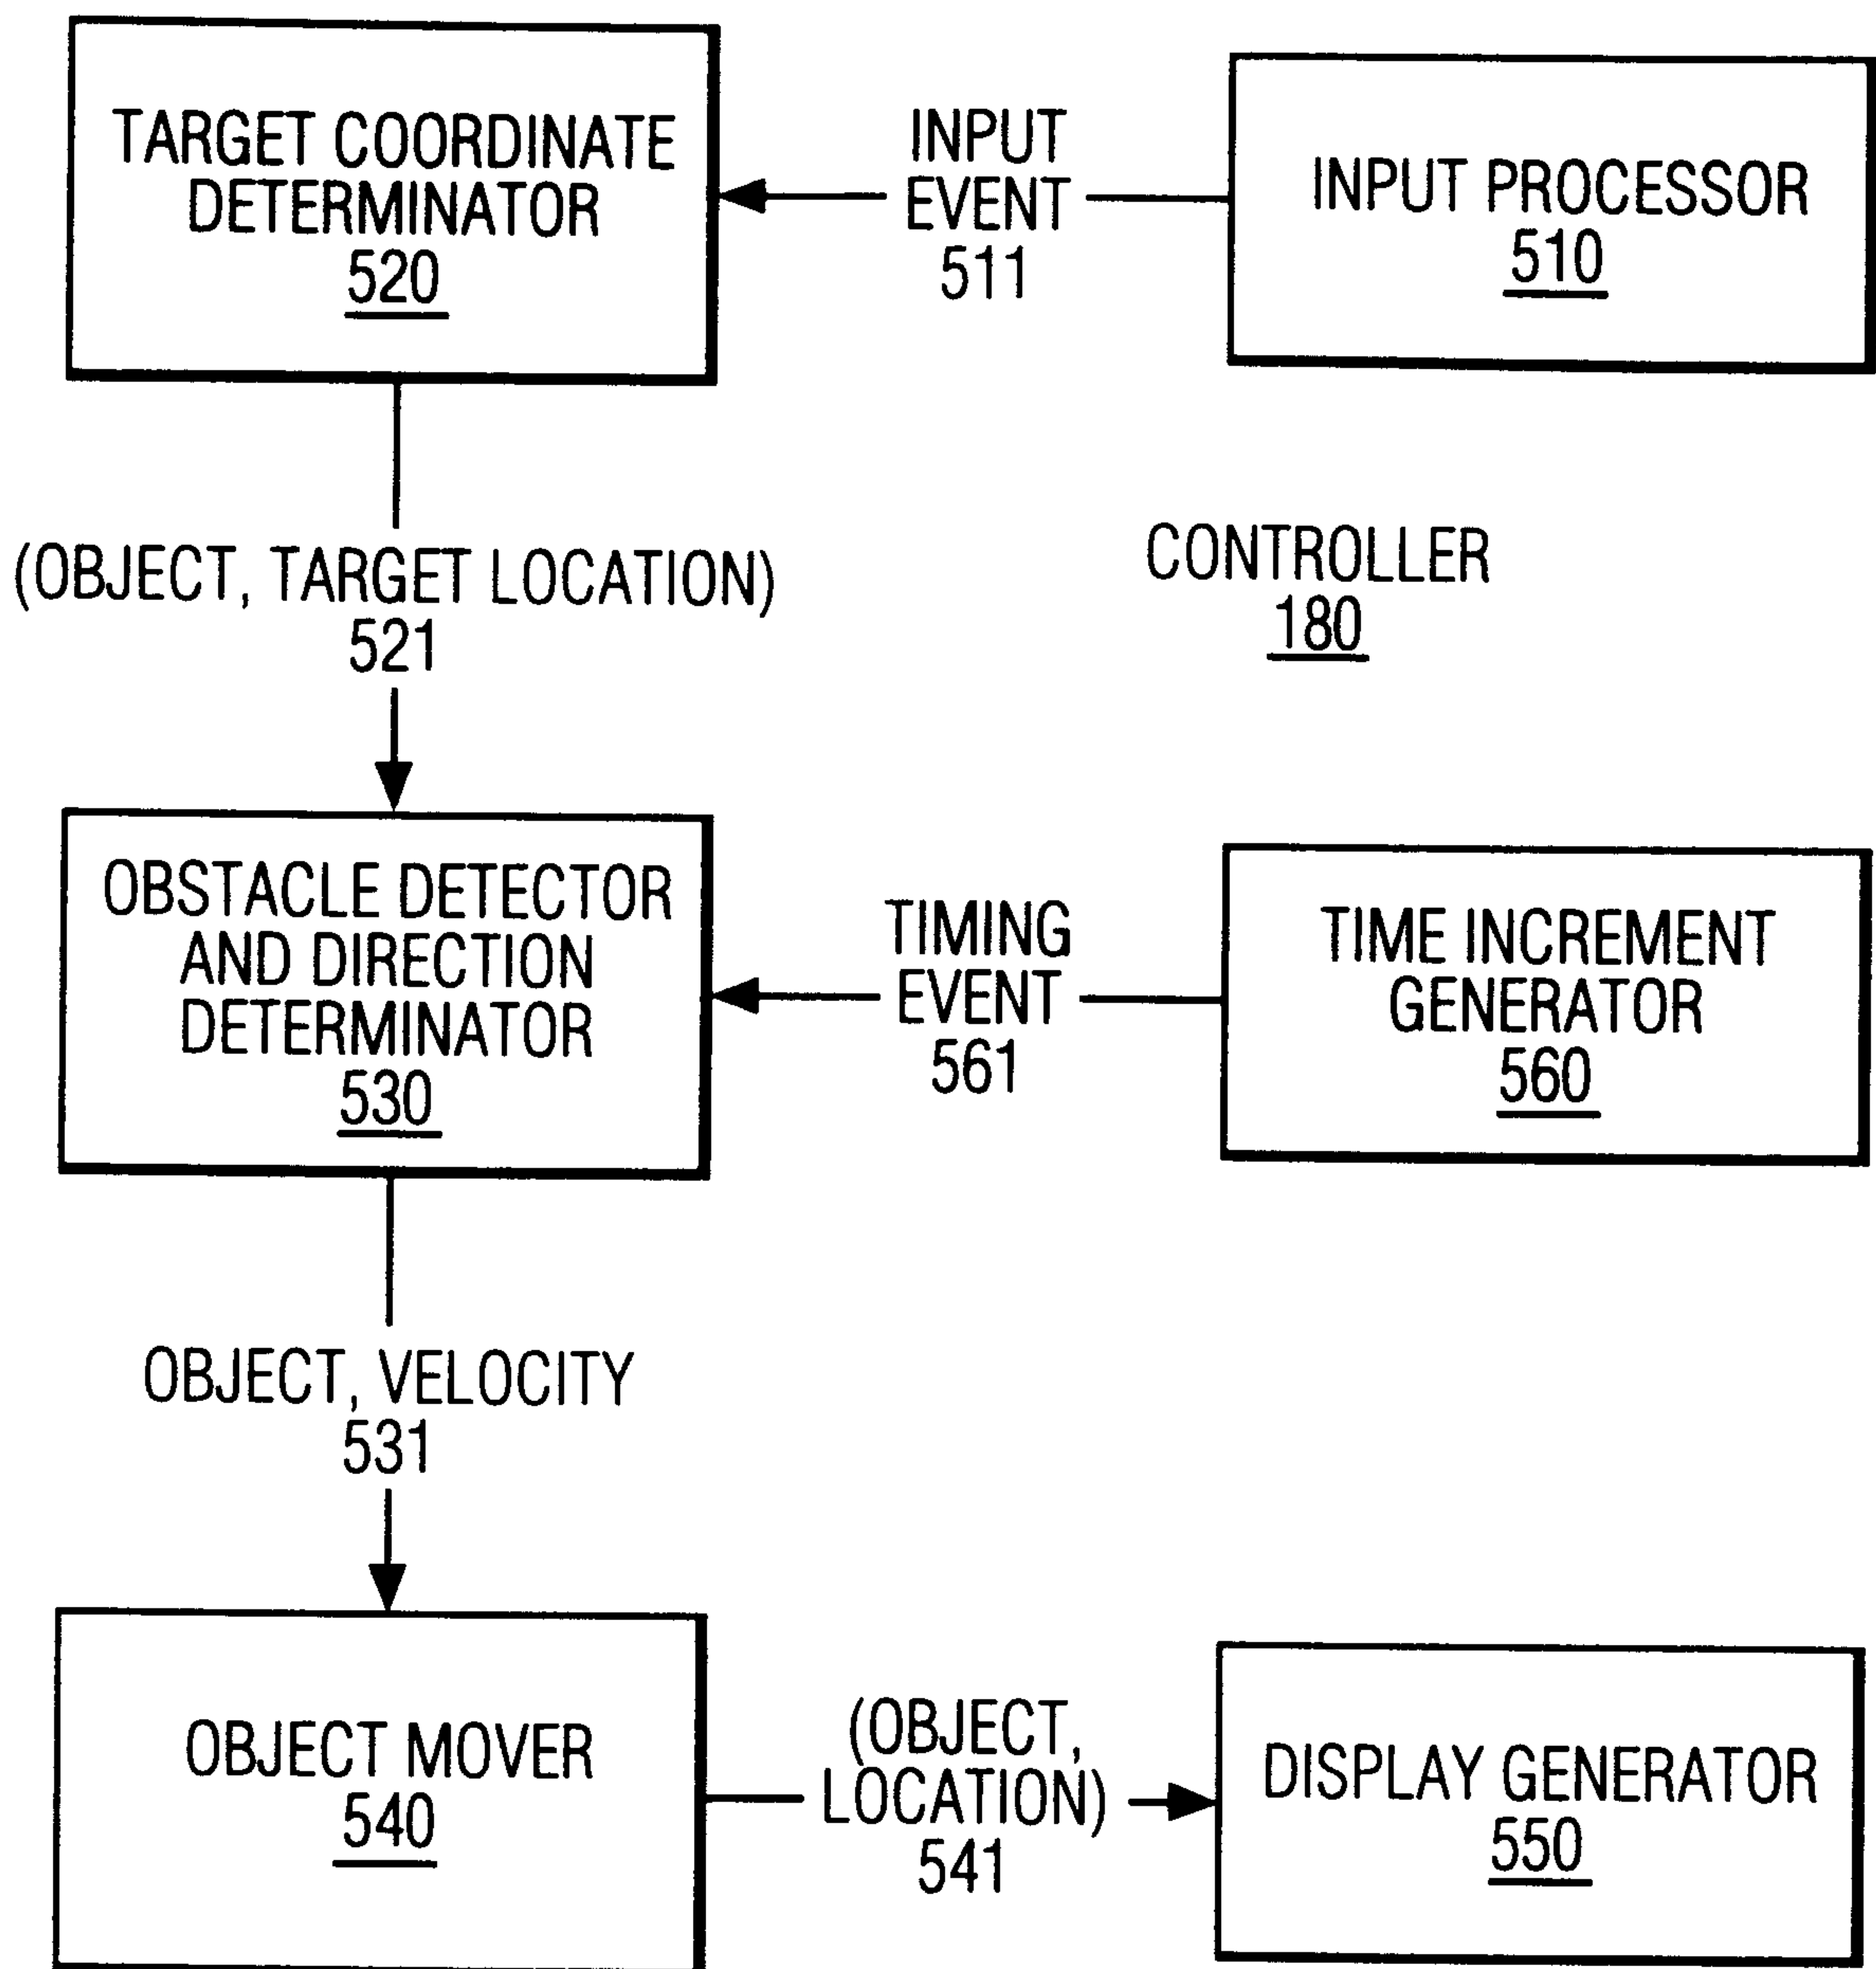 TARGET COORDINATE
DETERMINATOR
520
INPUT
EVENT
511
INPUT PROCESSOR
510
(OBJECT, TARGET LOCATION)
521
CONTROLLER
180
OBSTACLE DETECTOR
AND DIRECTION
DETERMINATOR
530
TIMING
EVENT
561
TIME INCREMENT
GENERATOR
560
OBJECT, VELOCITY
531
OBJECT MOVER
540
(OBJECT,
LOCATION)
541
DISPLAY GENERATOR
550